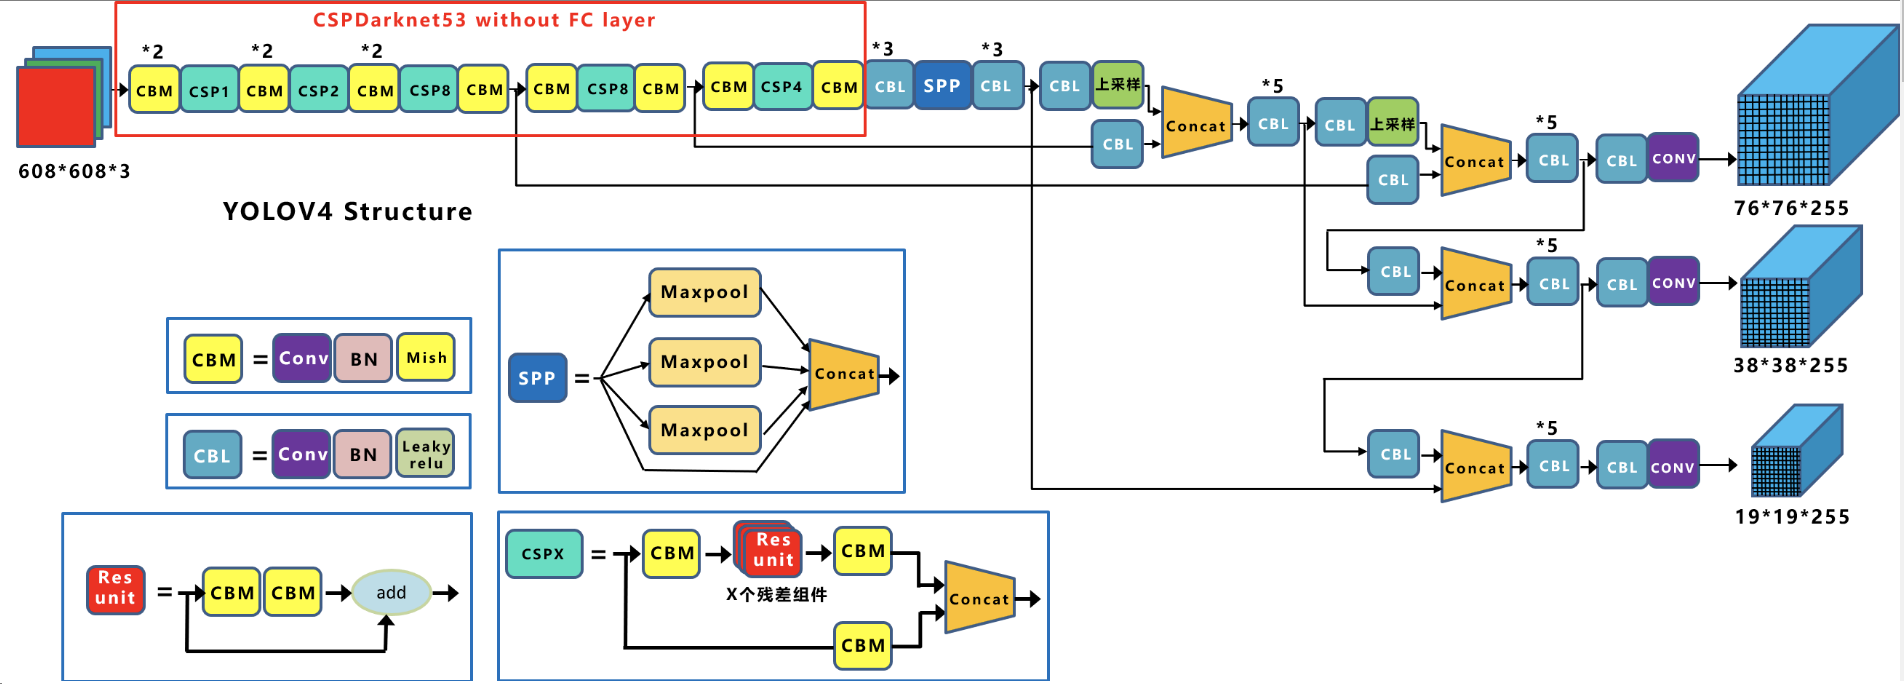 CSPDarknet53 without FC layer
*2 *2 *2 *3 *3
CBM CSP1 CBM CSP2 CBM CSP8 CBM CBM CSP8 CBM CBM CSP4 CBM CBL SPP CBL CBL 上采样
*5
CBL Concat CBL CBL 上采样
*5
CBL Concat CBL CBL CONV
608*608*3
76*76*255
YOLOV4 Structure
*5
CBL Concat CBL CBL CONV
38*38*255
*5
CBL Concat CBL CBL CONV
19*19*255
CBM = Conv BN Mish
CBL = Conv BN Leaky relu
SPP =
Maxpool
Maxpool
Maxpool
Concat
Res unit = CBM CBM add
CSPX = CBM Res unit CBM
X个残差组件
CBM
Concat